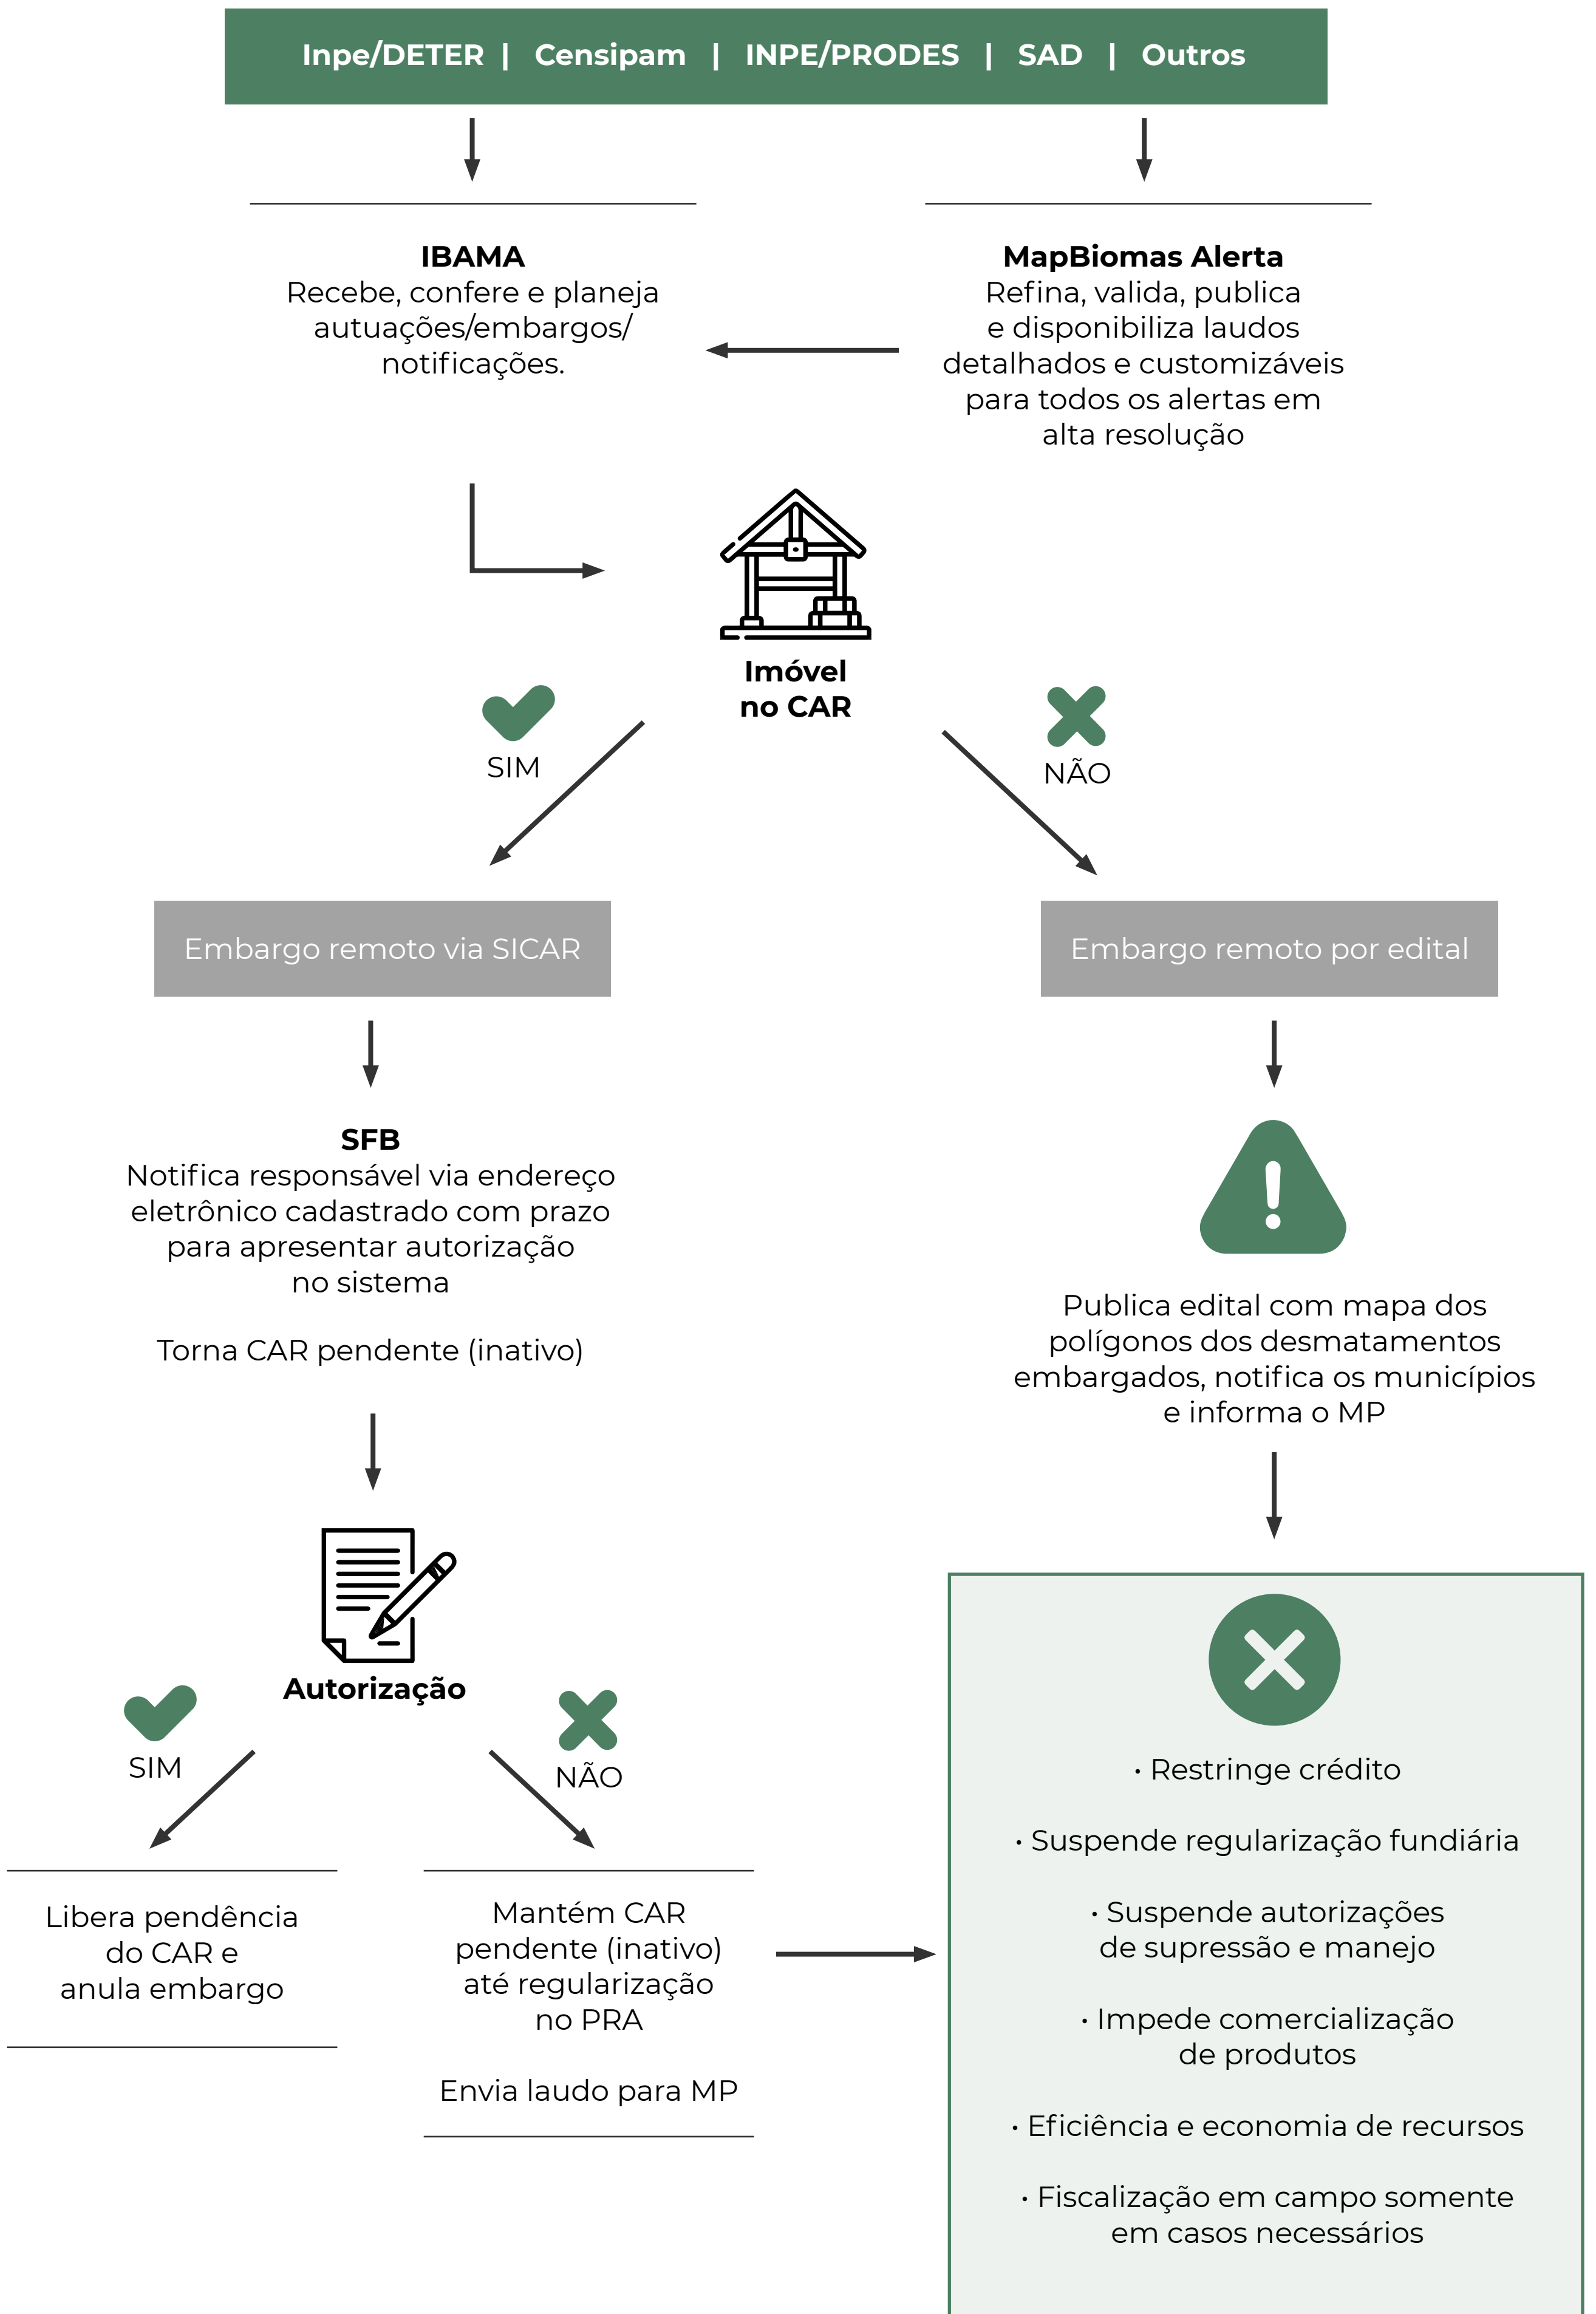 Inpe/DETER | Censipam | INPE/PRODES | SAD | Outros
IBAMA
Recebe, confere e planeja
autuações/embargos/
notificações.
MapBiomas Alerta
Refina, valida, publica
e disponibiliza laudos
detalhados e customizáveis
para todos os alertas em
alta resolução
Imóvel
no CAR
SIM
NÃO
Embargo remoto via SICAR
Embargo remoto por edital
SFB
Notifica responsável via endereço
eletrônico cadastrado com prazo
para apresentar autorização
no sistema
Torna CAR pendente (inativo)
Publica edital com mapa dos
polígonos dos desmatamentos
embargados, notifica os municípios
e informa o MP
Autorização
SIM
NÃO
Libera pendência
do CAR e
anula embargo
Mantém CAR
pendente (inativo)
até regularização
no PRA
Envia laudo para MP
• Restringe crédito
• Suspende regularização fundiária
• Suspende autorizações
de supressão e manejo
• Impede comercialização
de produtos
• Eficiência e economia de recursos
• Fiscalização em campo somente
em casos necessários